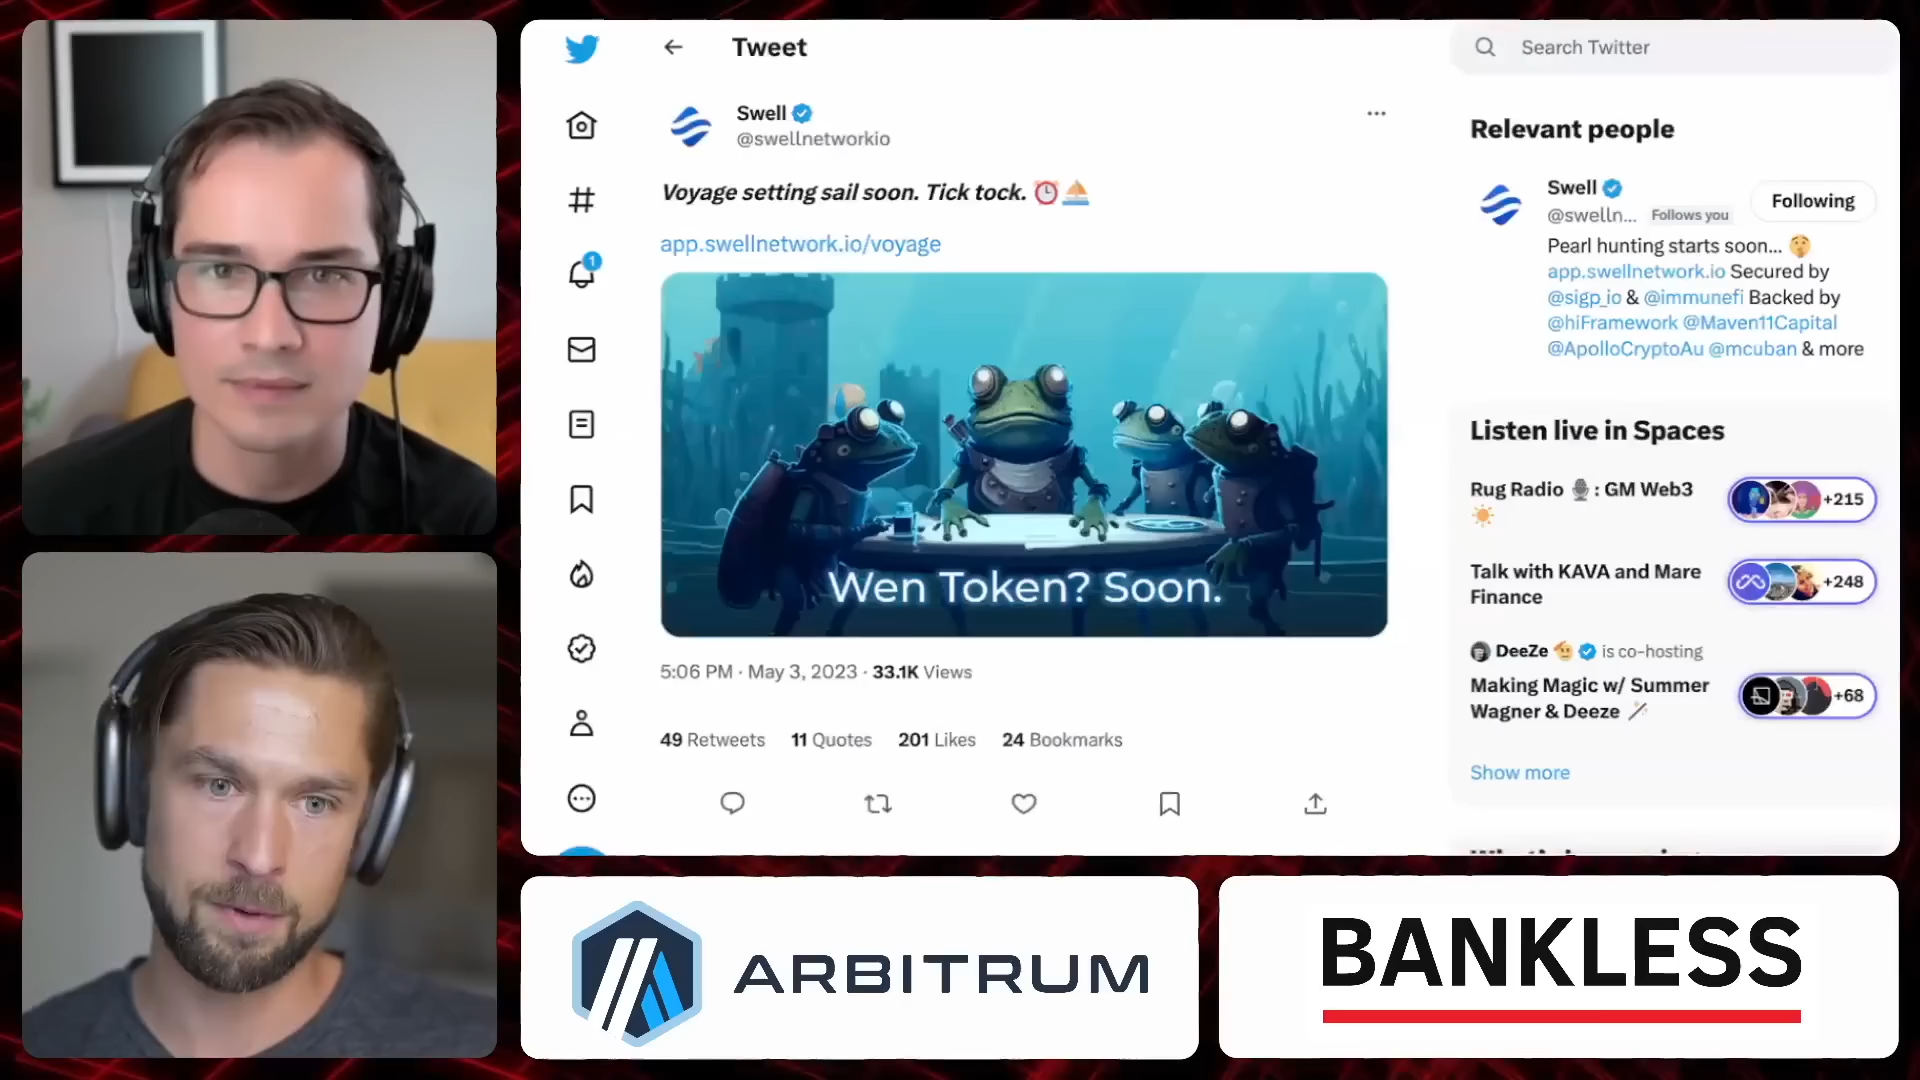 Tweet
Swell
@swellnetworkio
Voyage setting sail soon. Tick tock.
app.swellnetwork.io/voyage
Wen Token? Soon.
5:06 PM · May 3, 2023 · 33.1K Views
49 Retweets 11 Quotes 201 Likes 24 Bookmarks
1
Search Twitter
Relevant people
Swell
@swelln... Follows you
Following
Pearl hunting starts soon...
app.swellnetwork.io Secured by
@sigp_io & @immunefi Backed by
@hiFramework @Maven11Capital
@ApolloCryptoAu @mcuban & more
Listen live in Spaces
Rug Radio : GM Web3
+215
Talk with KAVA and Mare
Finance
+248
DeeZe is co-hosting
Making Magic w/ Summer
Wagner & Deeze
+68
Show more
ARBITRUM
BANKLESS